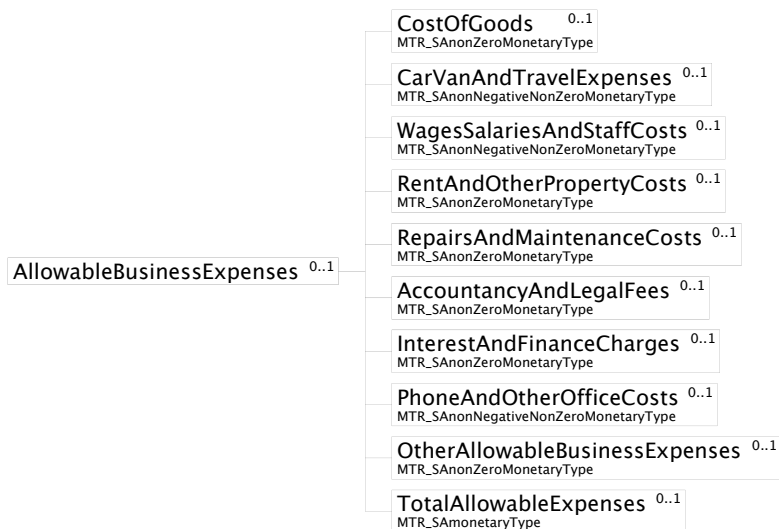 CostOfGoods 0..1
MTR_SAnonZeroMonetaryType
CarVanAndTravelExpenses 0..1
MTR_SAnonNegativeNonZeroMonetaryType
WagesSalariesAndStaffCosts 0..1
MTR_SAnonNegativeNonZeroMonetaryType
RentAndOtherPropertyCosts 0..1
MTR_SAnonZeroMonetaryType
RepairsAndMaintenanceCosts 0..1
MTR_SAnonZeroMonetaryType
AllowableBusinessExpenses 0..1
AccountancyAndLegalFees 0..1
MTR_SAnonZeroMonetaryType
InterestAndFinanceCharges 0..1
MTR_SAnonZeroMonetaryType
PhoneAndOtherOfficeCosts 0..1
MTR_SAnonNegativeNonZeroMonetaryType
OtherAllowableBusinessExpenses 0..1
MTR_SAnonZeroMonetaryType
TotalAllowableExpenses 0..1
MTR_SAmonetaryType